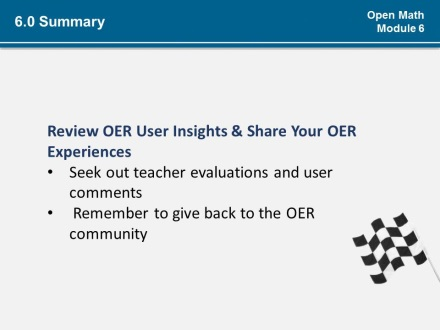 6.0 Summary
Open Math
Module 6
Review OER User Insights & Share Your OER
Experiences
• Seek out teacher evaluations and user
comments
• Remember to give back to the OER
community